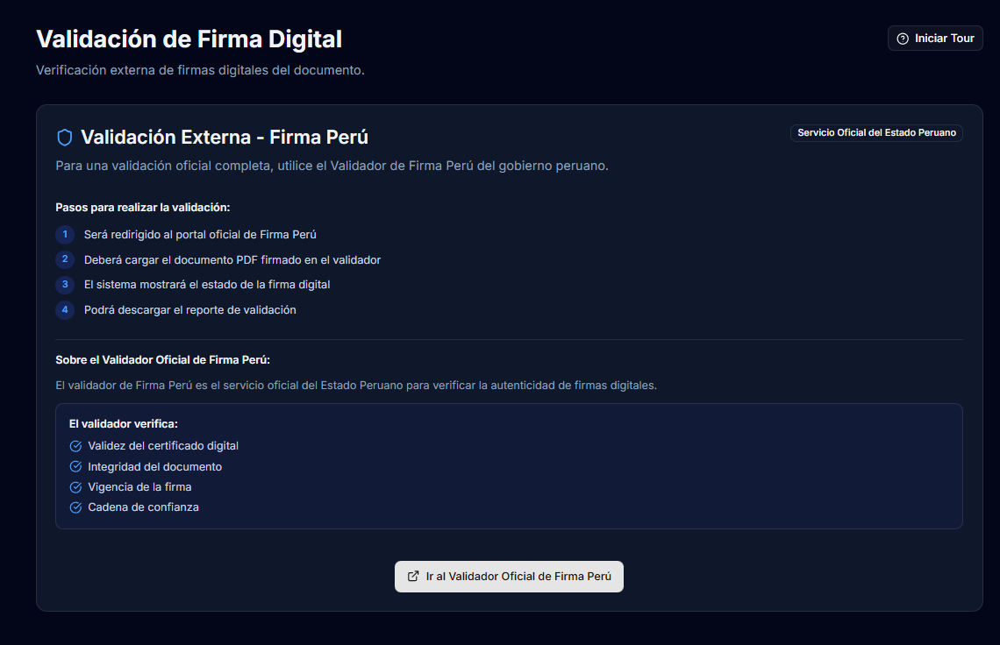 Validación de Firma Digital
Iniciar Tour
Verificación externa de firmas digitales del documento.
Validación Externa - Firma Perú
Servicio Oficial del Estado Peruano
Para una validación oficial completa, utilice el Validador de Firma Perú del gobierno peruano.
Pasos para realizar la validación:
1 Será redirigido al portal oficial de Firma Perú
2 Deberá cargar el documento PDF firmado en el validador
3 El sistema mostrará el estado de la firma digital
4 Podrá descargar el reporte de validación
Sobre el Validador Oficial de Firma Perú:
El validador de Firma Perú es el servicio oficial del Estado Peruano para verificar la autenticidad de firmas digitales.
El validador verifica:
Validez del certificado digital
Integridad del documento
Vigencia de la firma
Cadena de confianza
Ir al Validador Oficial de Firma Perú